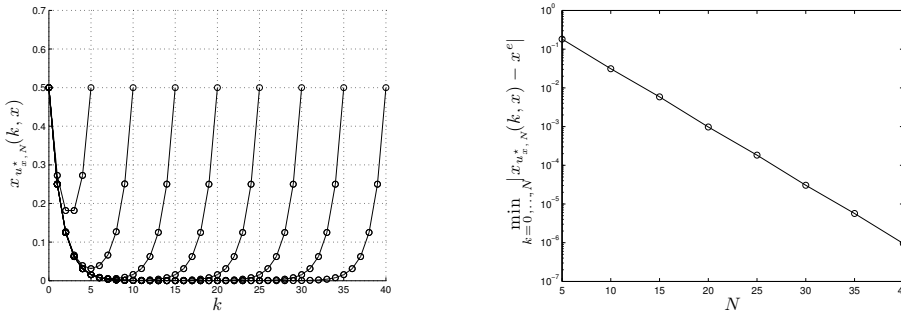 0.7
0.6
0.5
0.4
0.3
0.2
0.1
0
0 5 10 15 20 25 30 35 40
k
x_{u^⋆_{x,N}}(k, x)
10^0
10^{-1}
10^{-2}
10^{-3}
10^{-4}
10^{-5}
10^{-6}
10^{-7}
5 10 15 20 25 30 35 40
N
min_{k=0,...,N} |x_{u^⋆_{x,N}}(k, x) − x^e|